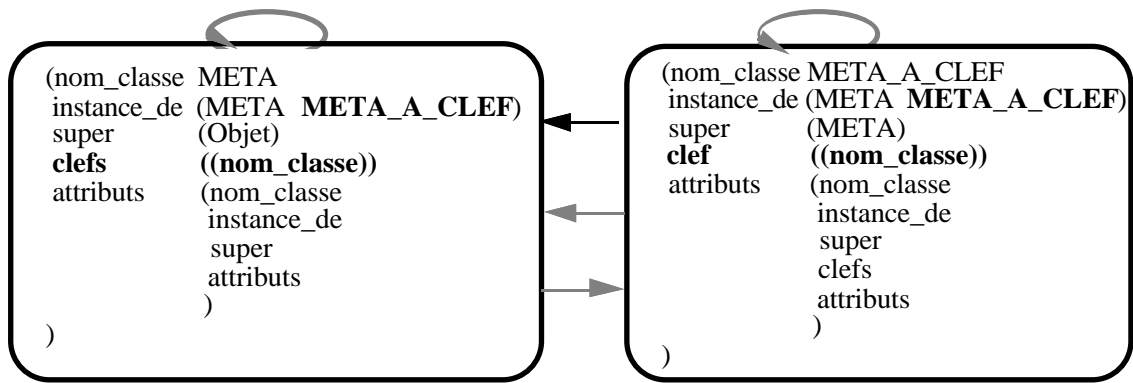 (nom_classe META
instance_de (META META_A_CLEF)
super (Objet)
clefs ((nom_classe))
attributs (nom_classe
instance_de
super
attributs
)
)
(nom_classe META_A_CLEF
instance_de (META META_A_CLEF)
super (META)
clef ((nom_classe))
attributs (nom_classe
instance_de
super
clefs
attributs
)
)